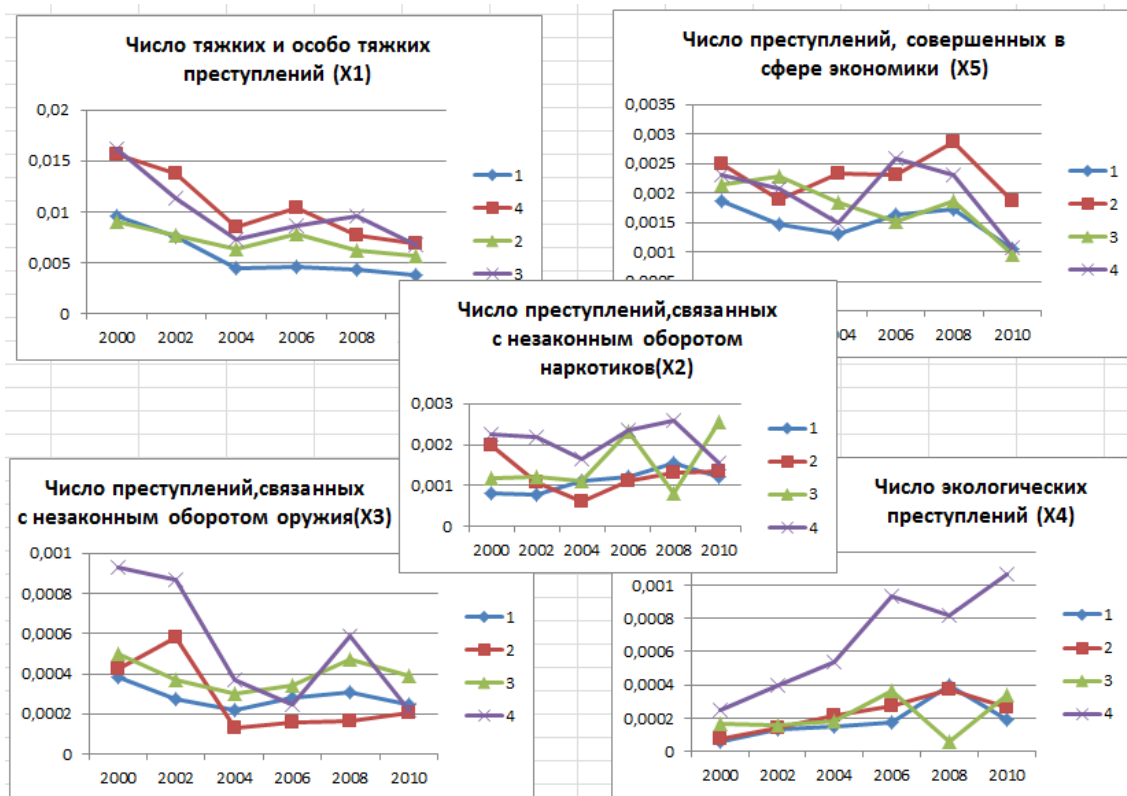 Число тяжких и особо тяжких
преступлений (X1)
0,02
0,015
0,01
0,005
0
2000 2002 2004 2006 2008
1
4
2
3
Число преступлений, совершенных в
сфере экономики (X5)
0,0035
0,003
0,0025
0,002
0,0015
0,001
2006 2008 2010
1
2
3
4
Число преступлений,связанных
с незаконным оборотом
наркотиков(X2)
0,003
0,002
0,001
0
2000 2002 2004 2006 2008 2010
1
2
3
4
Число преступлений,связанных
с незаконным оборотом оружия(X3)
0,001
0,0008
0,0006
0,0004
0,0002
0
2000 2002 2004 2006 2008 2010
1
2
3
4
Число экологических
преступлений (X4)
0,001
0,0008
0,0006
0,0004
0,0002
0
2000 2002 2004 2006 2008 2010
1
2
3
4